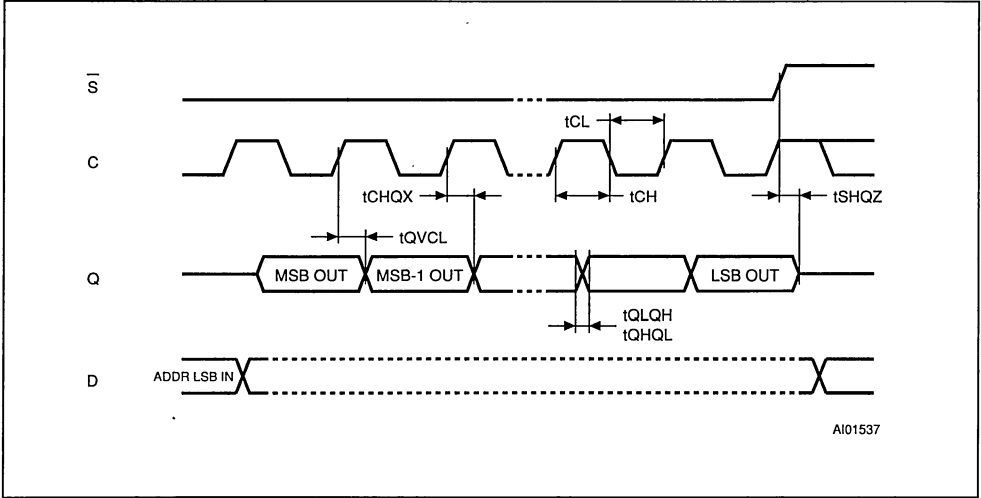 S
tCL
C
tCHQX
tCH
tSHQZ
tQVCL
Q
MSB OUT
MSB-1 OUT
LSB OUT
tQLQH
tQHQL
D
ADDR LSB IN
AI01537